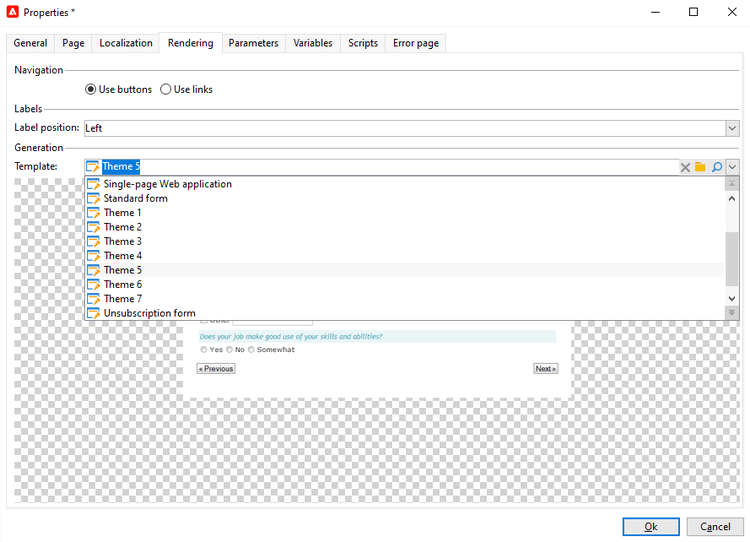 Properties *
General Page Localization Rendering Parameters Variables Scripts Error page
Navigation
Use buttons Use links
Labels
Label position: Left
Generation
Template: Theme 5
Single-page Web application
Standard form
Theme 1
Theme 2
Theme 3
Theme 4
Theme 5
Theme 6
Theme 7
Unsubscription form
Other
Does your job make good use of your skills and abilities?
Yes No Somewhat
« Previous Next »
Ok Cancel